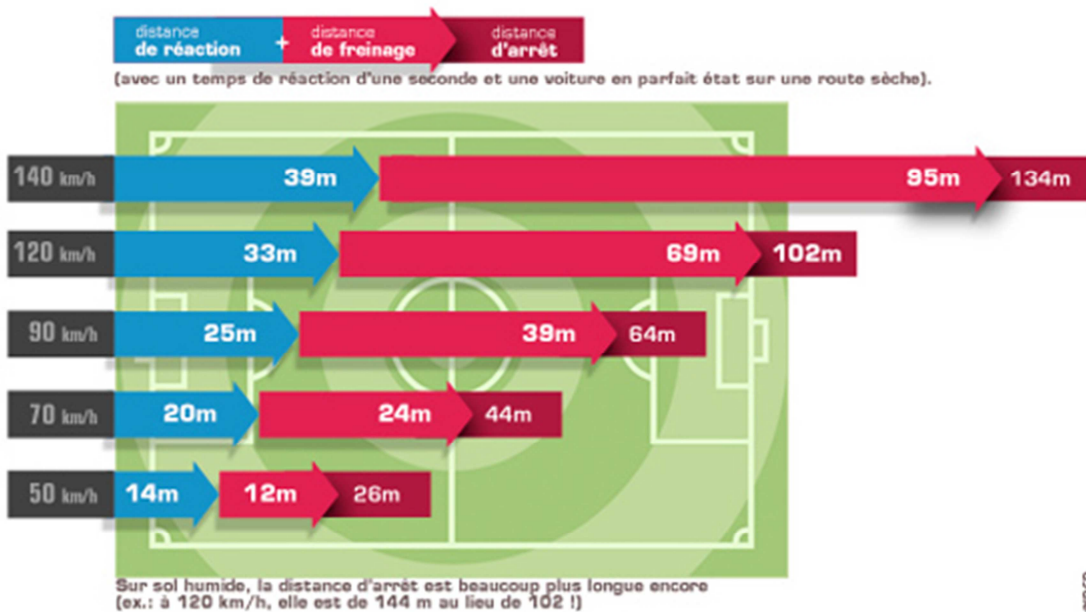 distance de réaction + distance de freinage distance d'arrêt
(avec un temps de réaction d'une seconde et une voiture en parfait état sur une route sèche).
140 km/h 39m 95m 134m
120 km/h 33m 69m 102m
90 km/h 25m 39m 64m
70 km/h 20m 24m 44m
50 km/h 14m 12m 26m
Sur sol humide, la distance d'arrêt est beaucoup plus longue encore
(ex.: à 120 km/h, elle est de 144 m au lieu de 102 !)